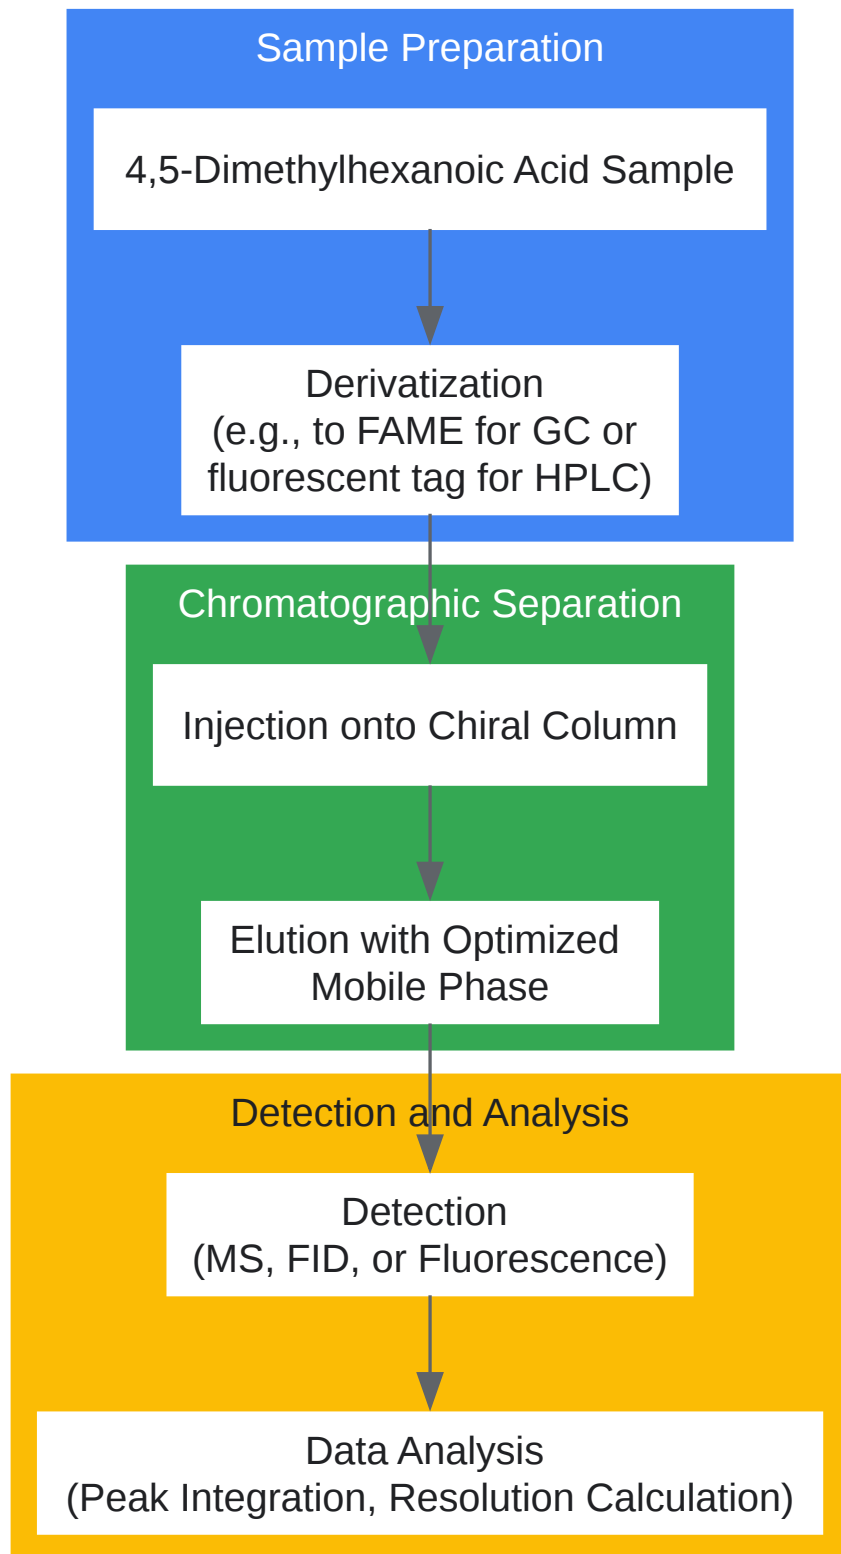 Sample Preparation
4,5-Dimethylhexanoic Acid Sample
Derivatization
(e.g., to FAME for GC or
fluorescent tag for HPLC)
Chromatographic Separation
Injection onto Chiral Column
Elution with Optimized
Mobile Phase
Detection and Analysis
Detection
(MS, FID, or Fluorescence)
Data Analysis
(Peak Integration, Resolution Calculation)